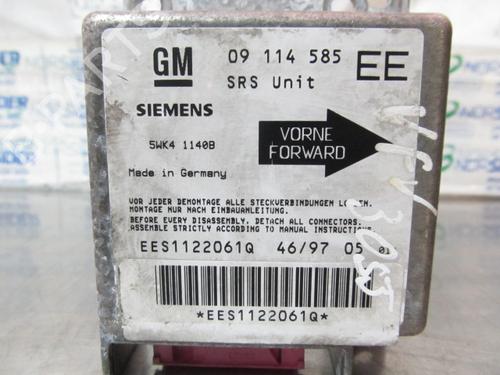 GM 09 114 585 EE
SRS Unit
SIEMENS
5WK4 1140B
VORNE
FORWARD
Made in Germany
VOR JEDER DEMONTAGE ALLE STECKVERBINDUNGEN LÖSEN.
MONTAGE NUR NACH EINBAUANLEITUNG.
BEFORE EVERY DISASSEMBLY, DETACH ALL CONNECTORS.
ASSEMBLE STRICTLY ACCORDING TO MANUAL INSTRUCTIONS.
EES1122061Q 46/97 05
*EES1122061Q*